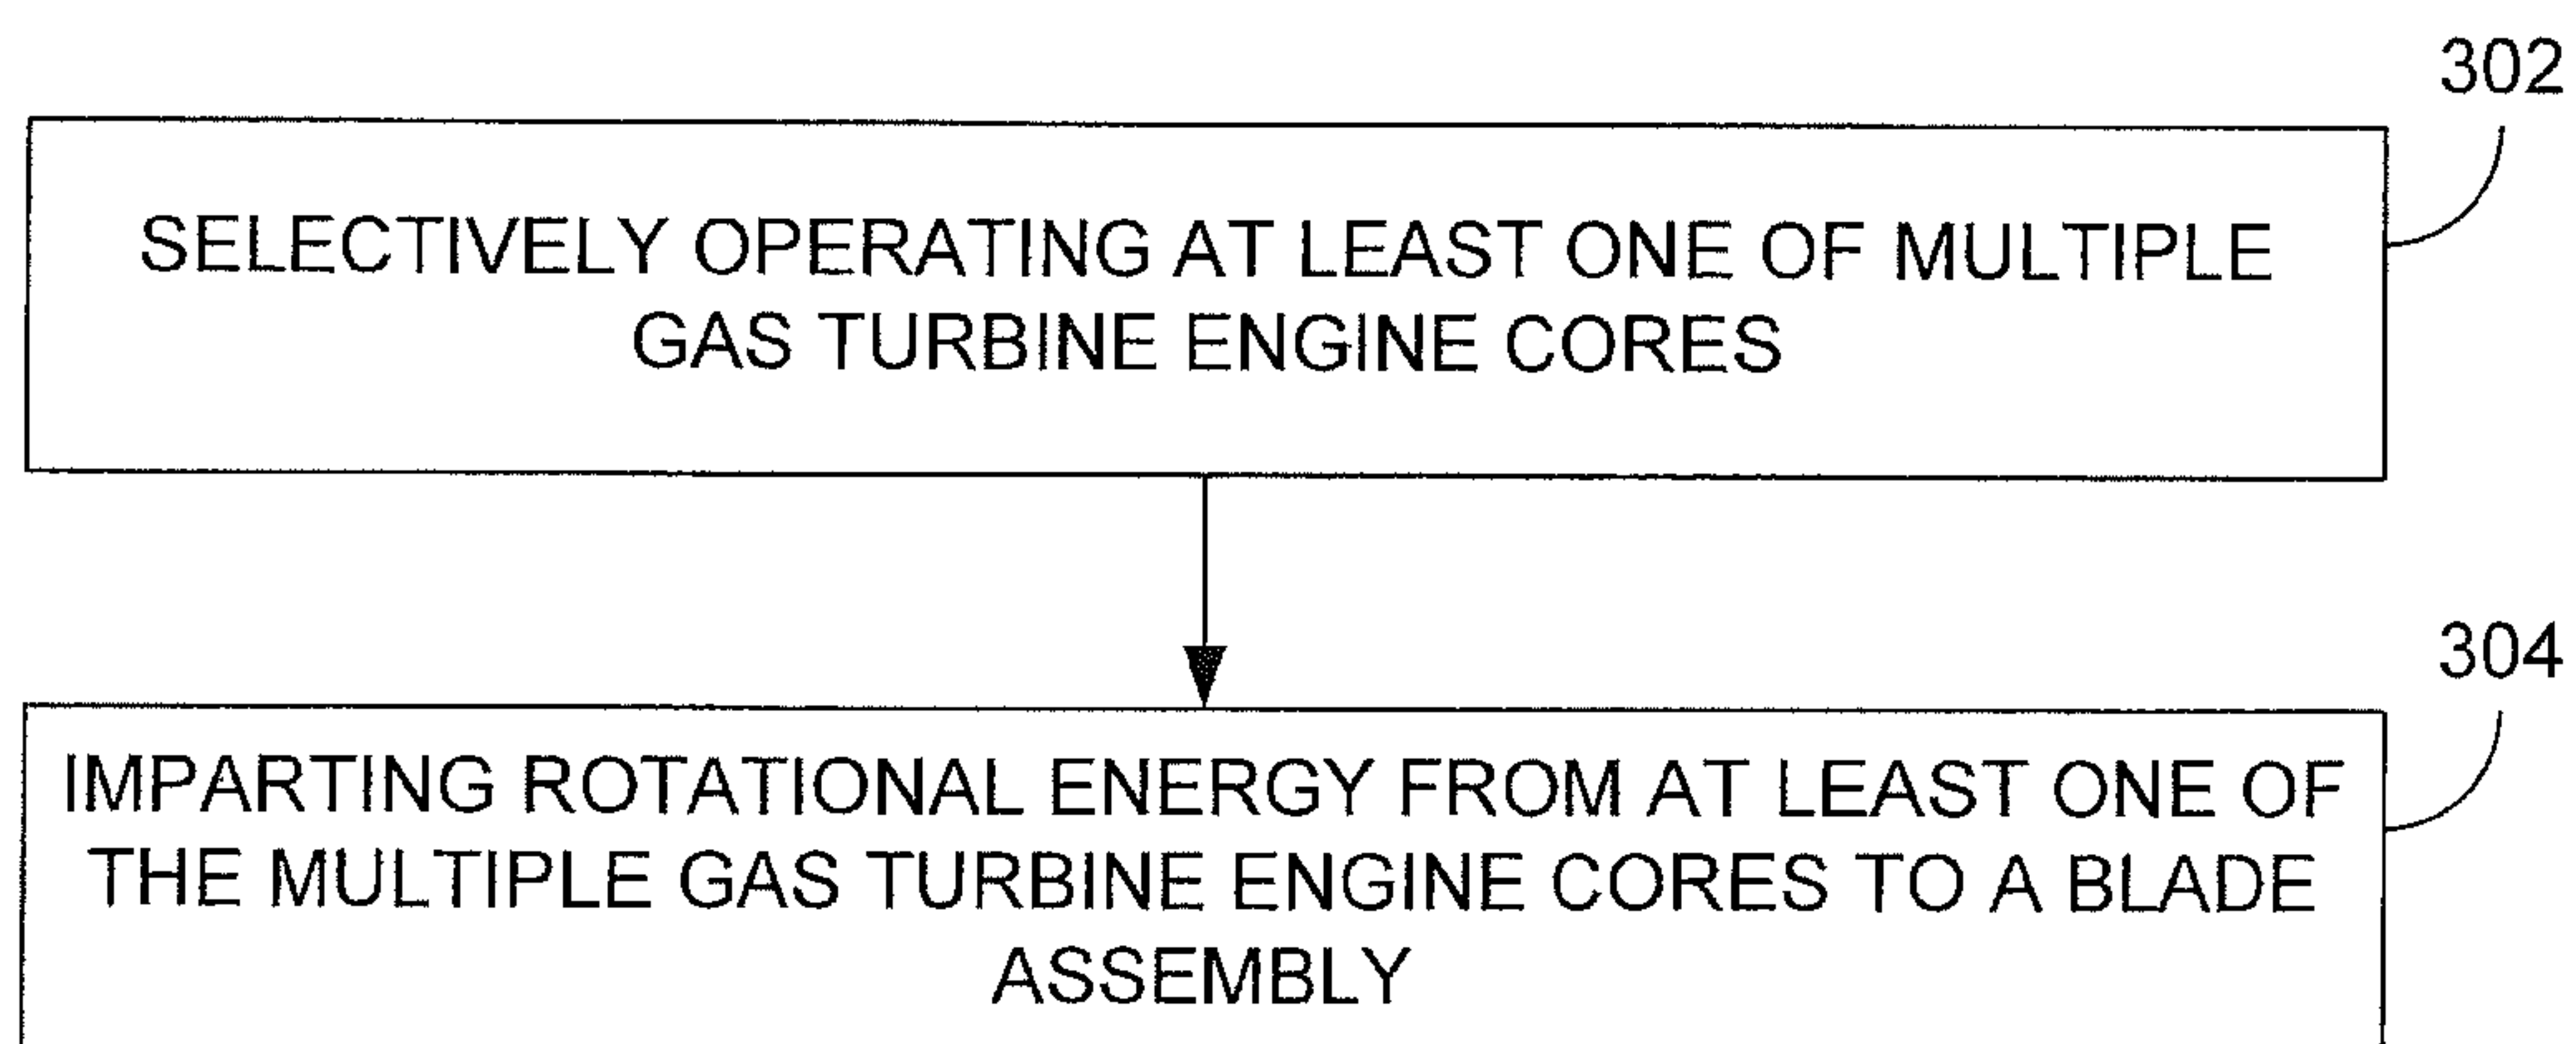 302
SELECTIVELY OPERATING AT LEAST ONE OF MULTIPLE
GAS TURBINE ENGINE CORES
304
IMPARTING ROTATIONAL ENERGY FROM AT LEAST ONE OF
THE MULTIPLE GAS TURBINE ENGINE CORES TO A BLADE
ASSEMBLY